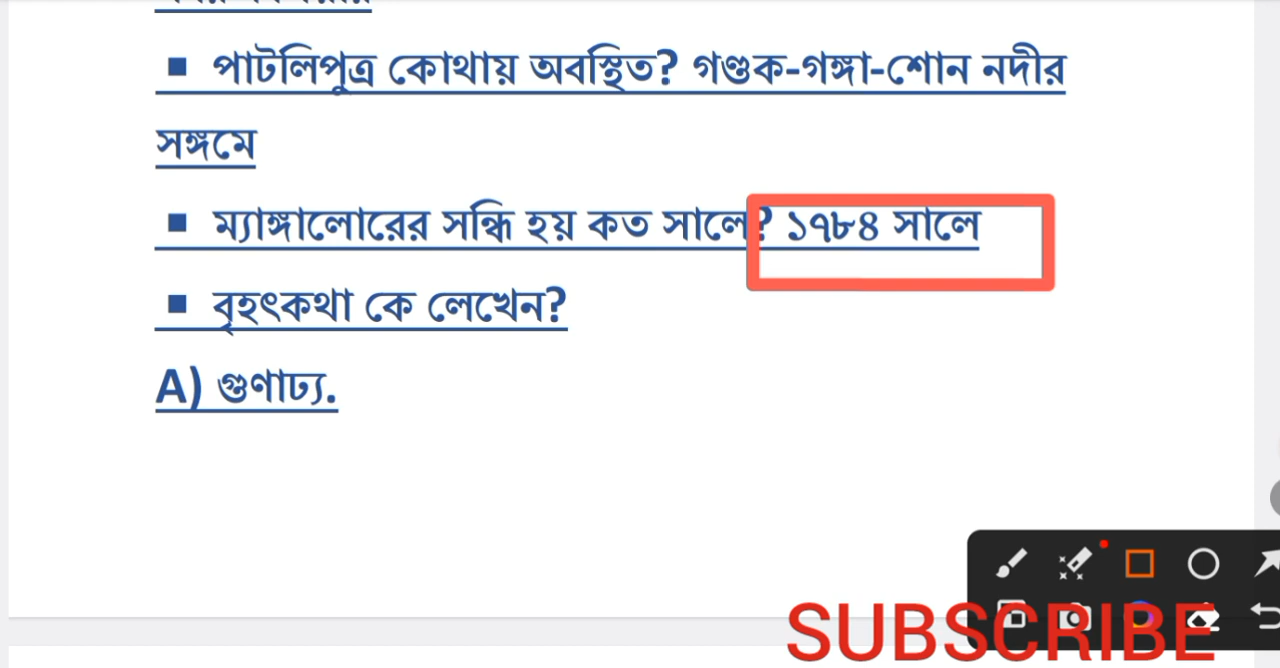 ▪ পাটলিপুত্র কোথায় অবস্থিত? গণ্ডক-গঙ্গা-শোন নদীর
সঙ্গমে
▪ ম্যাঙ্গালোরের সন্ধি হয় কত সালে? ১৭৮৪ সালে
▪ বৃহৎকথা কে লেখেন?
A) গুণাঢ্য.
SUBSCRIBE